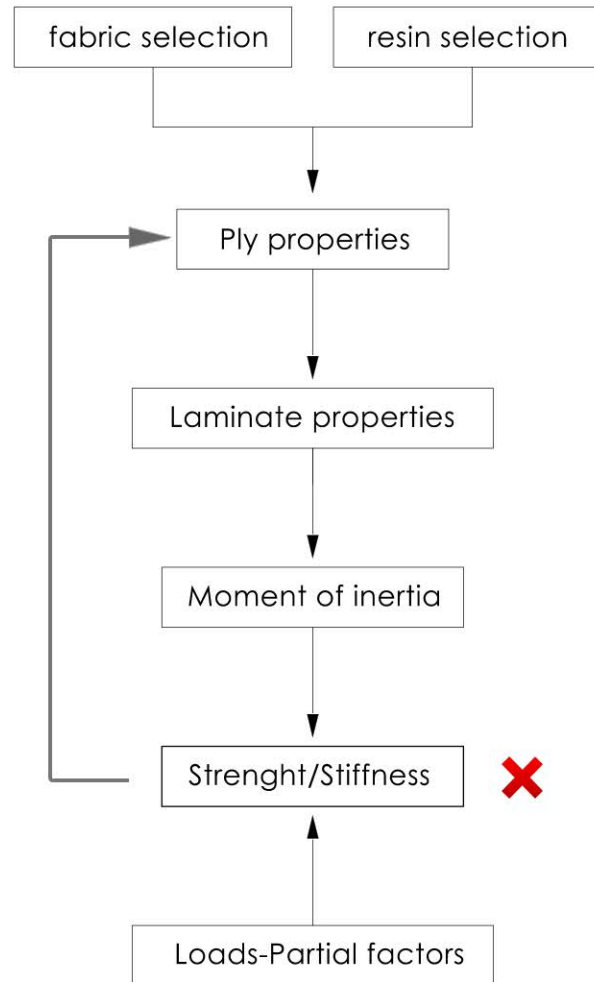 fabric selection
resin selection
Ply properties
Laminate properties
Moment of inertia
Strenght/Stiffness
Loads-Partial factors